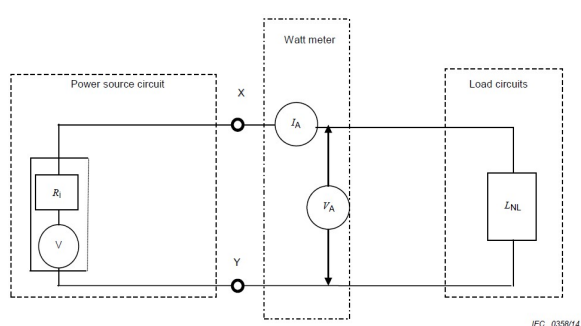 Watt meter
Power source circuit
Load circuits
X
I_A
R_i
V_A
L_NL
V
Y
IEC 0358/14